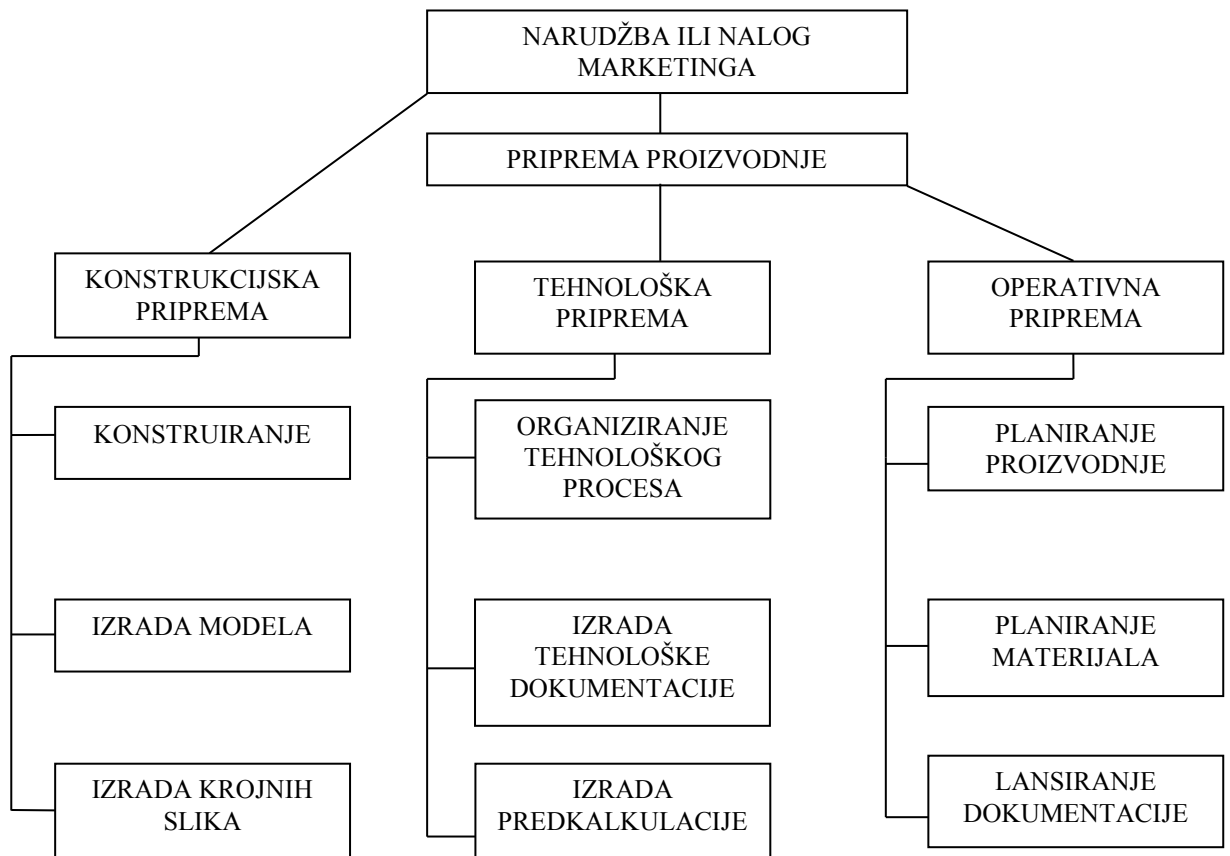 NARUDŽBA ILI NALOG
MARKETINGA
PRIPREMA PROIZVODNJE
KONSTRUKCIJSKA
PRIPREMA
TEHNOLOŠKA
PRIPREMA
OPERATIVNA
PRIPREMA
KONSTRUIRANJE
ORGANIZIRANJE
TEHNOLOŠKOG
PROCESA
PLANIRANJE
PROIZVODNJE
IZRADA MODELA
IZRADA
TEHNOLOŠKE
DOKUMENTACIJE
PLANIRANJE
MATERIJALA
IZRADA KROJNIH
SLIKA
IZRADA
PREDKALKULACIJE
LANSIRANJE
DOKUMENTACIJE